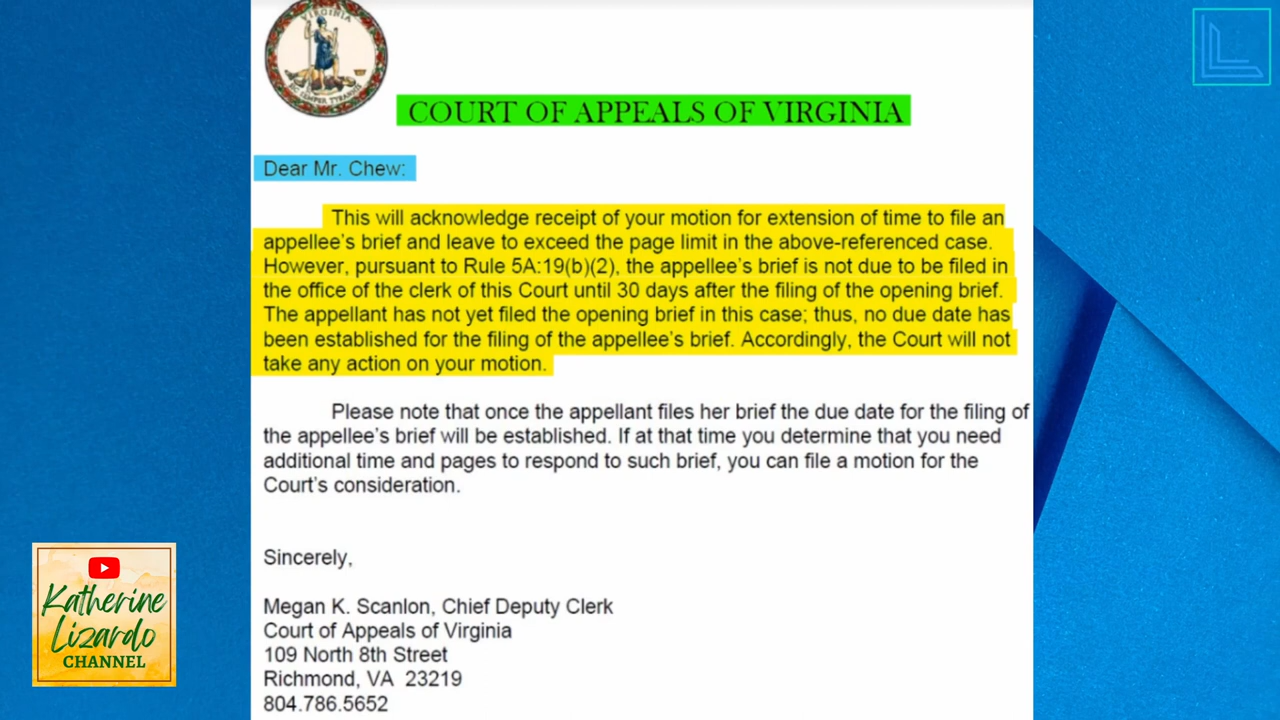 VIRGINIA
SIC SEMPER TYRANNIS
COURT OF APPEALS OF VIRGINIA
Dear Mr. Chew:
This will acknowledge receipt of your motion for extension of time to file an
appellee's brief and leave to exceed the page limit in the above-referenced case.
However, pursuant to Rule 5A:19(b)(2), the appellee's brief is not due to be filed in
the office of the clerk of this Court until 30 days after the filing of the opening brief.
The appellant has not yet filed the opening brief in this case; thus, no due date has
been established for the filing of the appellee's brief. Accordingly, the Court will not
take any action on your motion.
Please note that once the appellant files her brief the due date for the filing of
the appellee's brief will be established. If at that time you determine that you need
additional time and pages to respond to such brief, you can file a motion for the
Court's consideration.
Sincerely,
Megan K. Scanlon, Chief Deputy Clerk
Court of Appeals of Virginia
109 North 8th Street
Richmond, VA 23219
804.786.5652
Katherine
Lizardo
CHANNEL